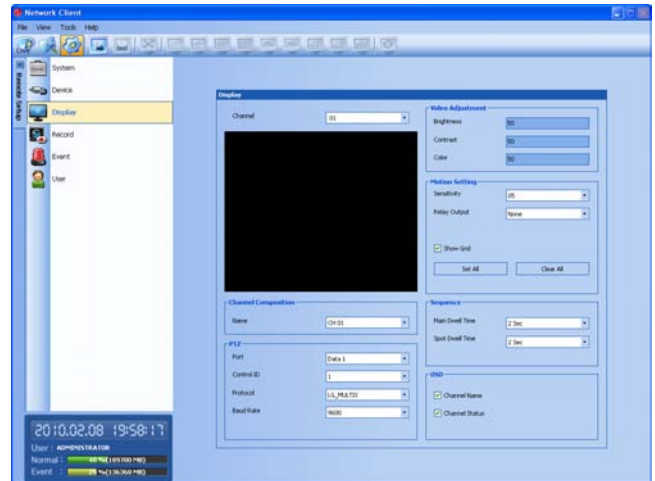 Network Client
File View Tools Help
Live
Remote Setup
System
Device
Display
Record
Event
User
Display
Channel 01
Video Adjustment
Brightness 50
Contrast 50
Color 50
Motion Setting
Sensitivity 05
Relay Output None
Show Grid
Set All Clear All
Channel Composition
Name CH 01
PTZ
Port Data 1
Control ID 1
Protocol LG_MULTIX
Baud Rate 9600
Sequence
Main Dwell Time 2 Sec
Spot Dwell Time 2 Sec
OSD
Channel Name
Channel Status
2010.02.08 19:58:17
User : ADMINISTRATOR
Normal :
Event :